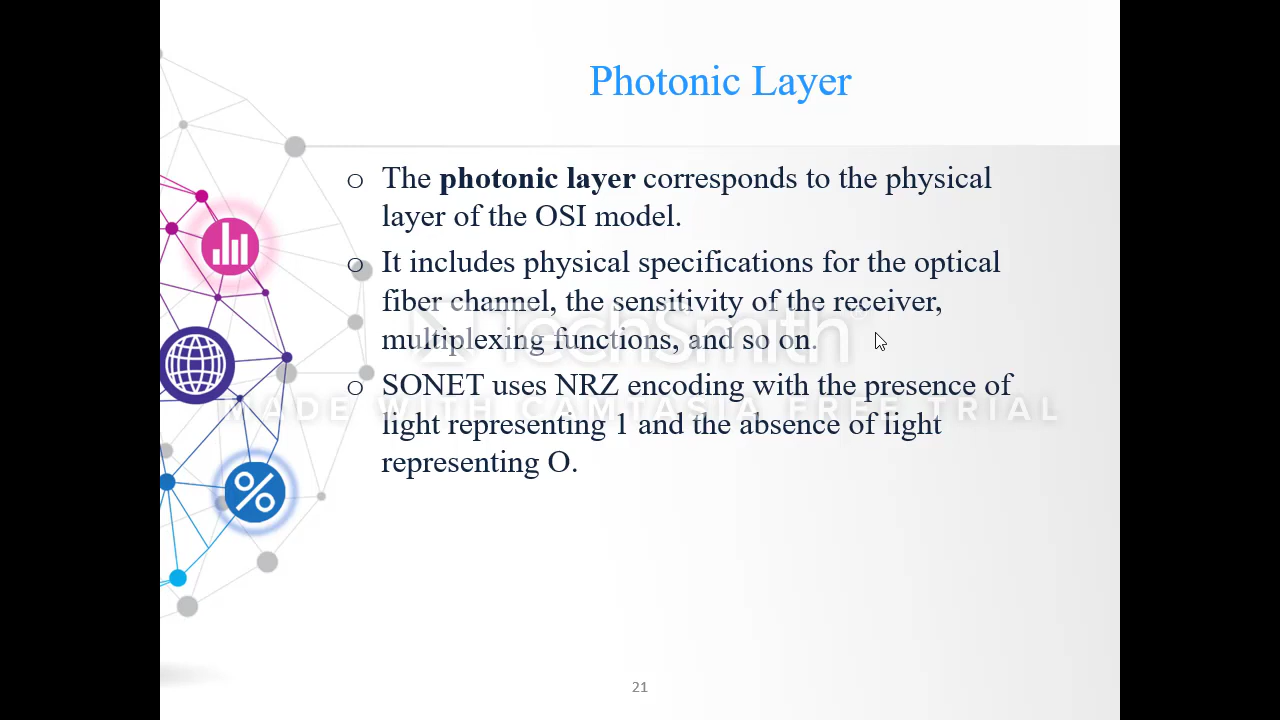 Photonic Layer
The photonic layer corresponds to the physical
layer of the OSI model.
It includes physical specifications for the optical
fiber channel, the sensitivity of the receiver,
multiplexing functions, and so on.
TechSmith
SONET uses NRZ encoding with the presence of
MADE WITH CAMTASIA FREE TRIAL
light representing 1 and the absence of light
representing O.
21